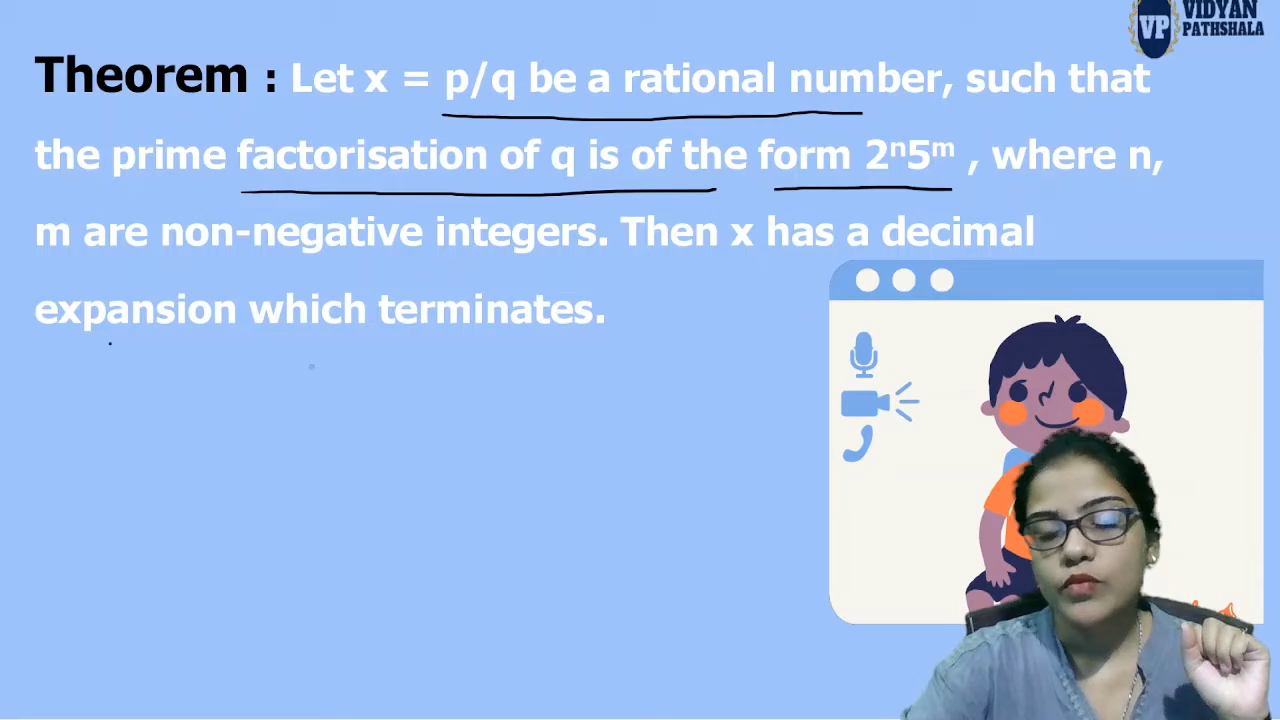 VIDYAN
VP PATHSHALA
Theorem : Let x = p/q be a rational number, such that
the prime factorisation of q is of the form 2ⁿ5ᵐ , where n,
m are non-negative integers. Then x has a decimal
expansion which terminates.